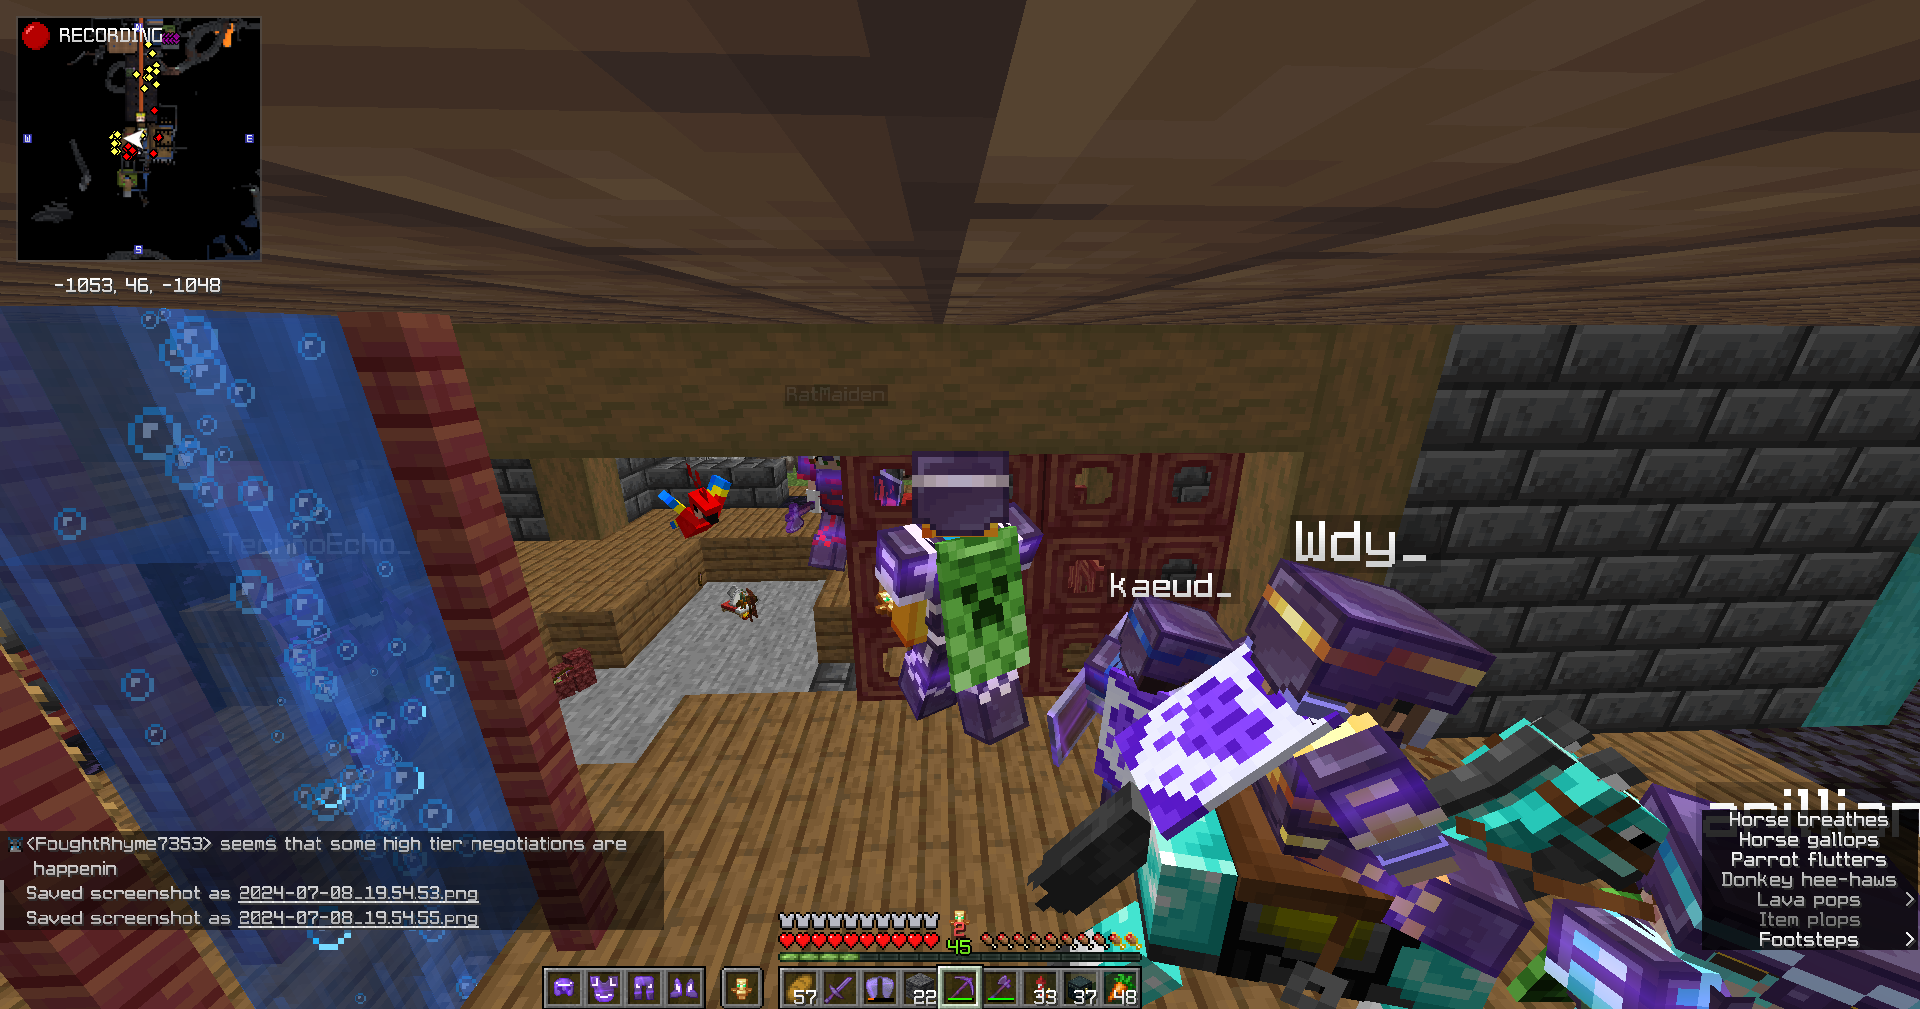 RECORDING
N
W
E
S
-1053, 46, -1048
RatMaiden
_TechnoEcho_
Wdy_
kaeud_
<FoughtRhyme7353> seems that some high tier negotiations are
happenin
Saved screenshot as 2024-07-08_19.54.53.png
Saved screenshot as 2024-07-08_19.54.55.png
Horse breathes
Horse gallops
Parrot flutters
Donkey hee-haws
Lava pops >
Item plops
Footsteps >
2
45
57
22
33
37
48